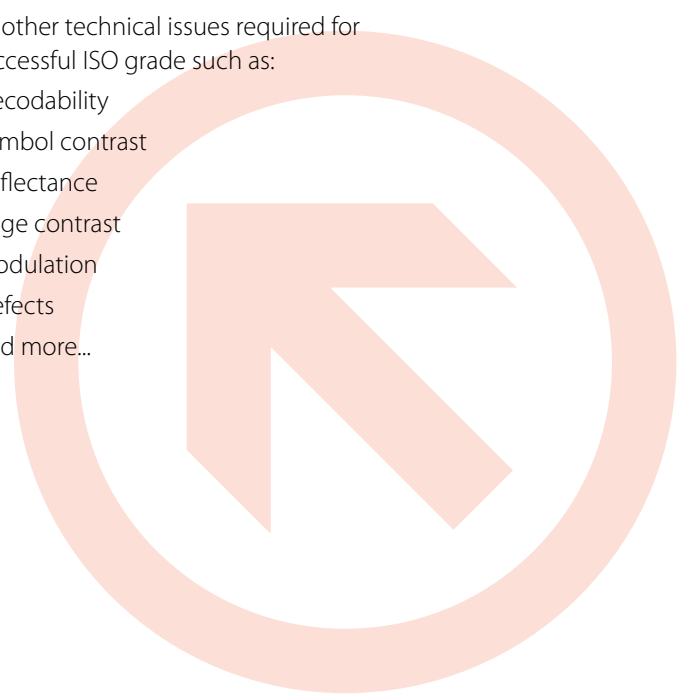 other technical issues required for
ccessful ISO grade such as:
ecodability
mbol contrast
flectance
ge contrast
odulation
efects
d more...